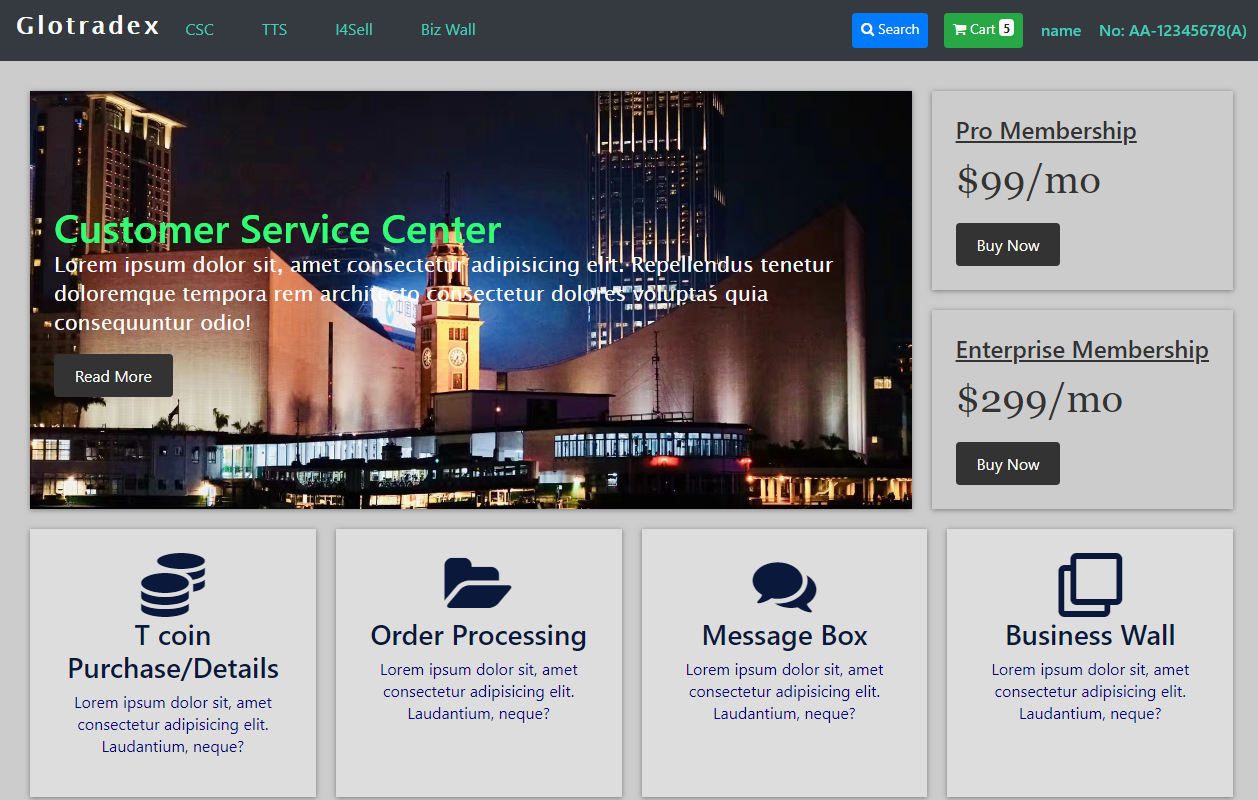 Glotradex CSC TTS I4Sell Biz Wall Search Cart 5 name No: AA-12345678(A)
Customer Service Center
Lorem ipsum dolor sit, amet consectetur adipisicing elit. Repellendus tenetur
doloremque tempora rem architecto consectetur dolores voluptas quia
consequuntur odio!
Read More
Pro Membership
$99/mo
Buy Now
Enterprise Membership
$299/mo
Buy Now
T coin
Purchase/Details
Lorem ipsum dolor sit, amet
consectetur adipisicing elit.
Laudantium, neque?
Order Processing
Lorem ipsum dolor sit, amet
consectetur adipisicing elit.
Laudantium, neque?
Message Box
Lorem ipsum dolor sit, amet
consectetur adipisicing elit.
Laudantium, neque?
Business Wall
Lorem ipsum dolor sit, amet
consectetur adipisicing elit.
Laudantium, neque?